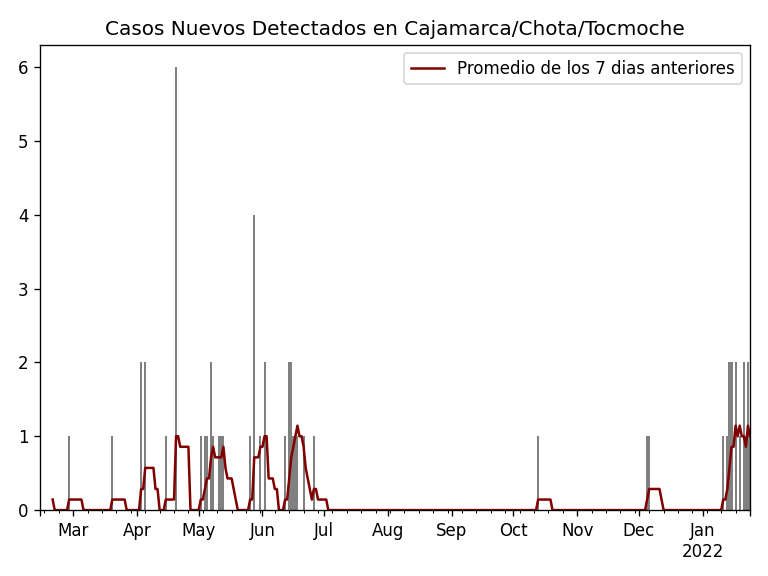 Casos Nuevos Detectados en Cajamarca/Chota/Tocmoche
Promedio de los 7 dias anteriores
6
5
4
3
2
1
0
Mar Apr May Jun Jul Aug Sep Oct Nov Dec Jan
2022